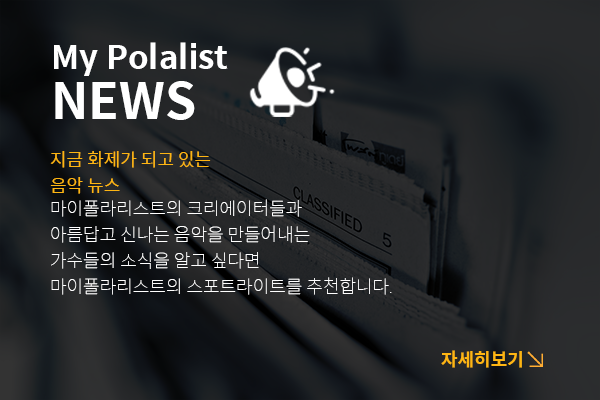 My Polalist
NEWS
지금 화제가 되고 있는
음악 뉴스
마이폴라리스트의 크리에이터들과
아름답고 신나는 음악을 만들어내는
가수들의 소식을 알고 싶다면
마이폴라리스트의 스포트라이트를 추천합니다.
CLASSIFIED 5
자세히보기